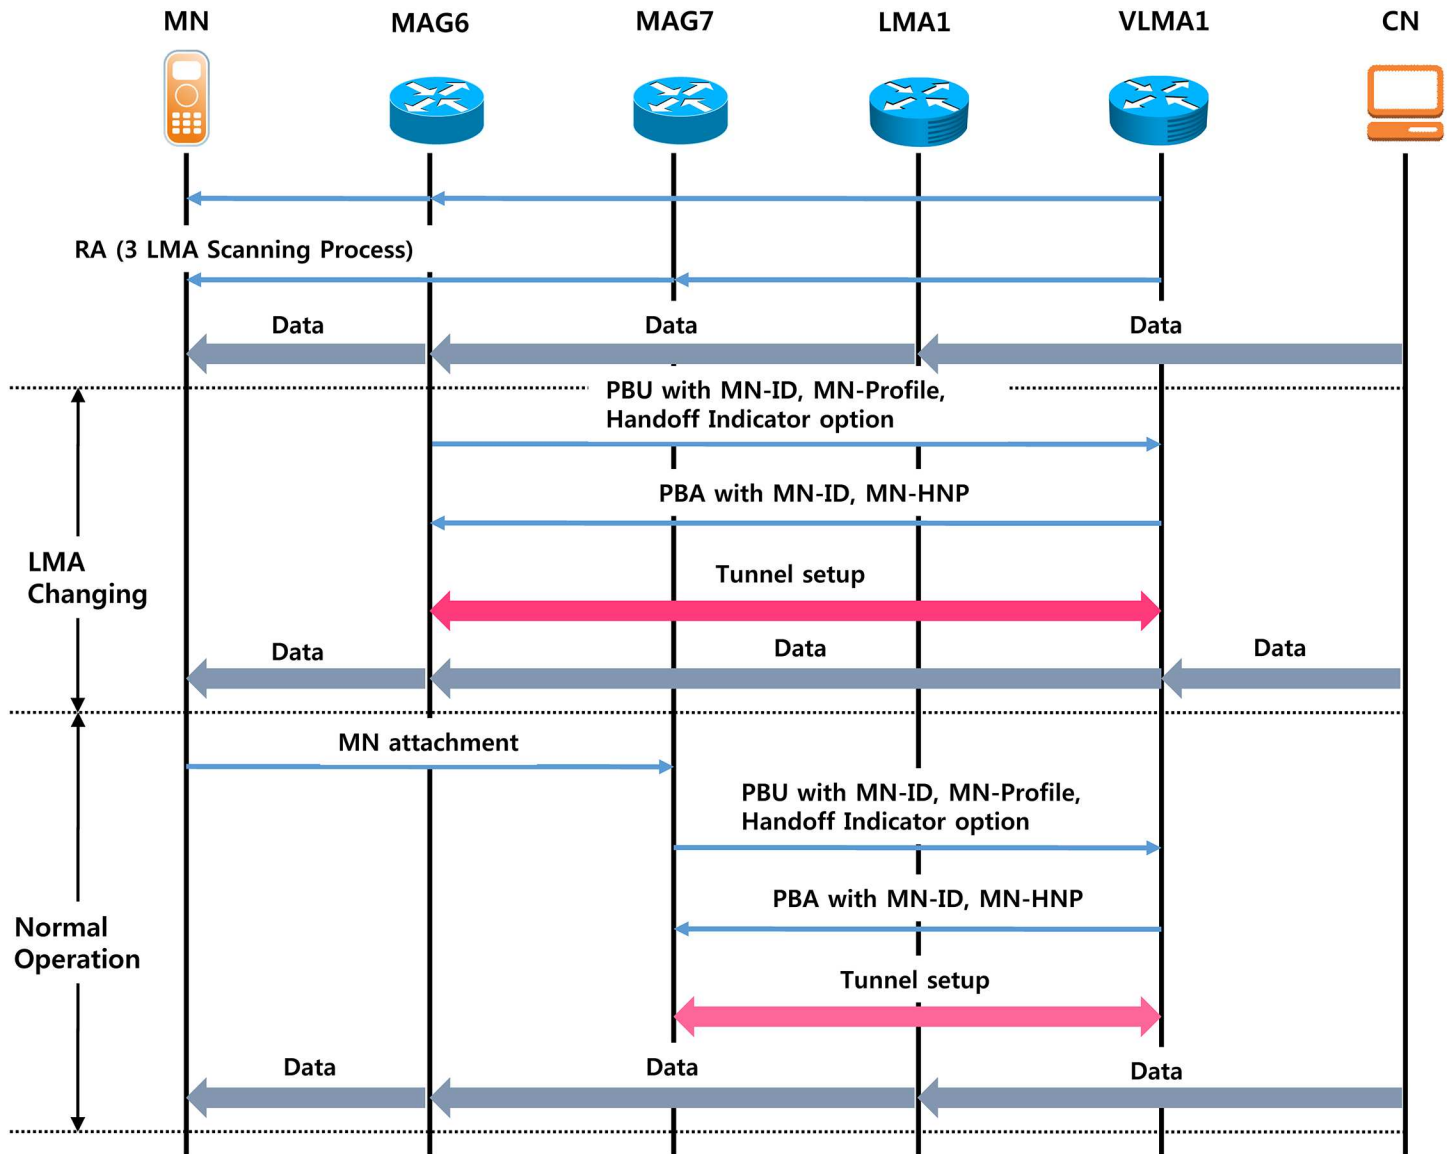 MN MAG6 MAG7 LMA1 VLMA1 CN
RA (3 LMA Scanning Process)
Data Data Data
PBU with MN-ID, MN-Profile,
Handoff Indicator option
PBA with MN-ID, MN-HNP
LMA
Changing
Tunnel setup
Data Data Data
MN attachment
PBU with MN-ID, MN-Profile,
Handoff Indicator option
PBA with MN-ID, MN-HNP
Normal
Operation
Tunnel setup
Data Data Data